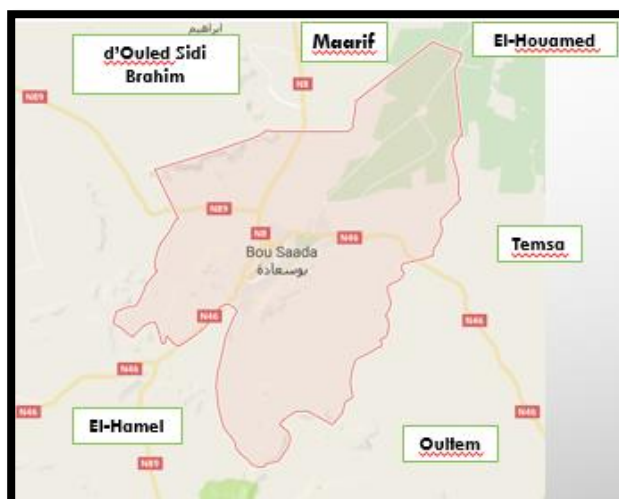 ابراهيم
d'Ouled Sidi
Brahim
Maarif
El-Houamed
N8
N89
N89
N8
N46
Bou Saada
بوسعادة
Temsa
N46
N46
N46
N46
El-Hamel
Oultem
N89